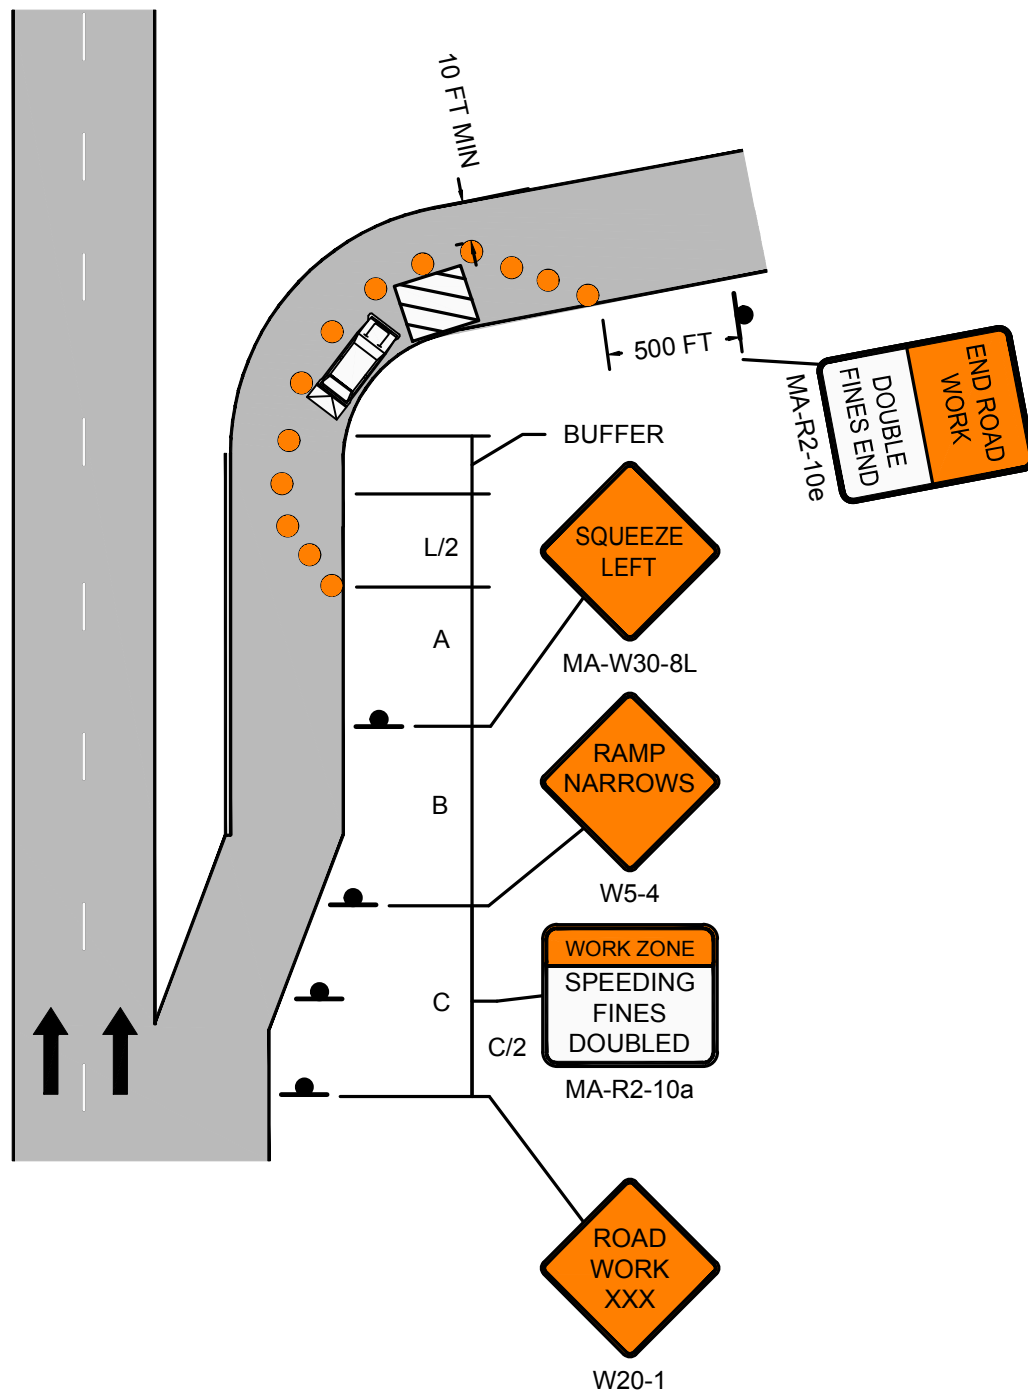 10 FT MIN
500 FT
END ROAD
WORK
DOUBLE
FINES END
MA-R2-10e
BUFFER
L/2
SQUEEZE
LEFT
A
MA-W30-8L
RAMP
NARROWS
B
W5-4
WORK ZONE
SPEEDING
FINES
DOUBLED
C
C/2
MA-R2-10a
ROAD
WORK
XXX
W20-1